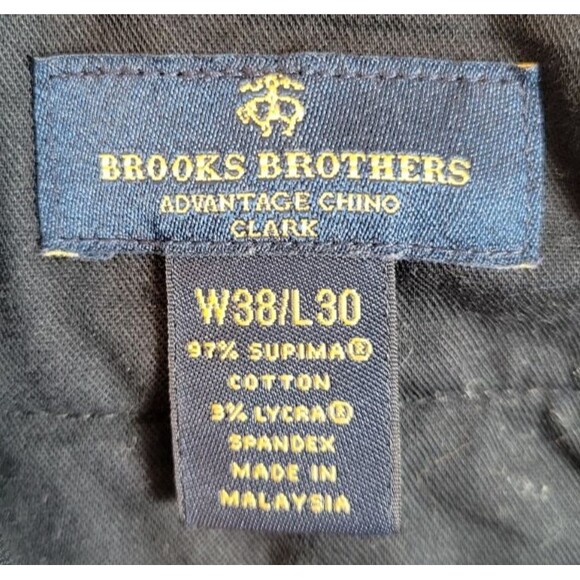 BROOKS BROTHERS
ADVANTAGE CHINO
CLARK
W38/L30
97% SUPIMA®
COTTON
3% LYCRA®
SPANDEX
MADE IN
MALAYSIA